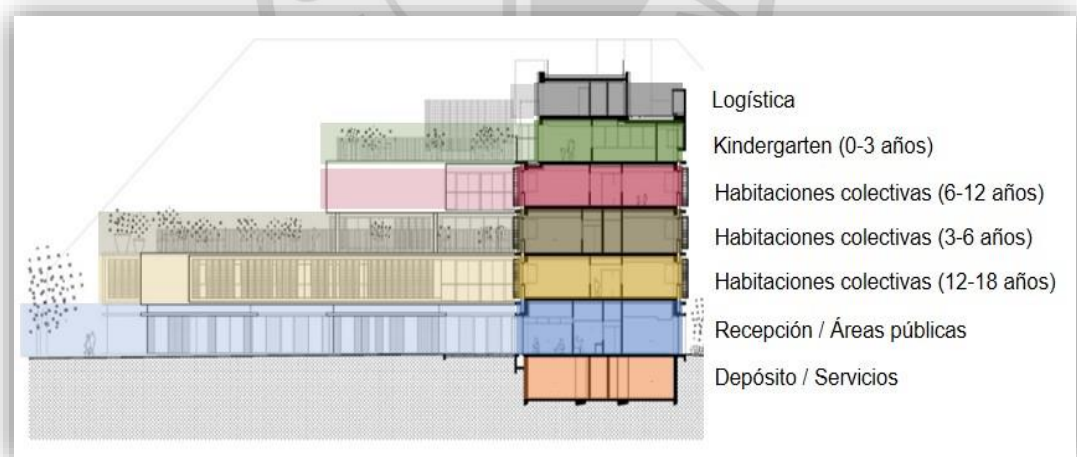 Logística
Kindergarten (0-3 años)
Habitaciones colectivas (6-12 años)
Habitaciones colectivas (3-6 años)
Habitaciones colectivas (12-18 años)
Recepción / Áreas públicas
Depósito / Servicios